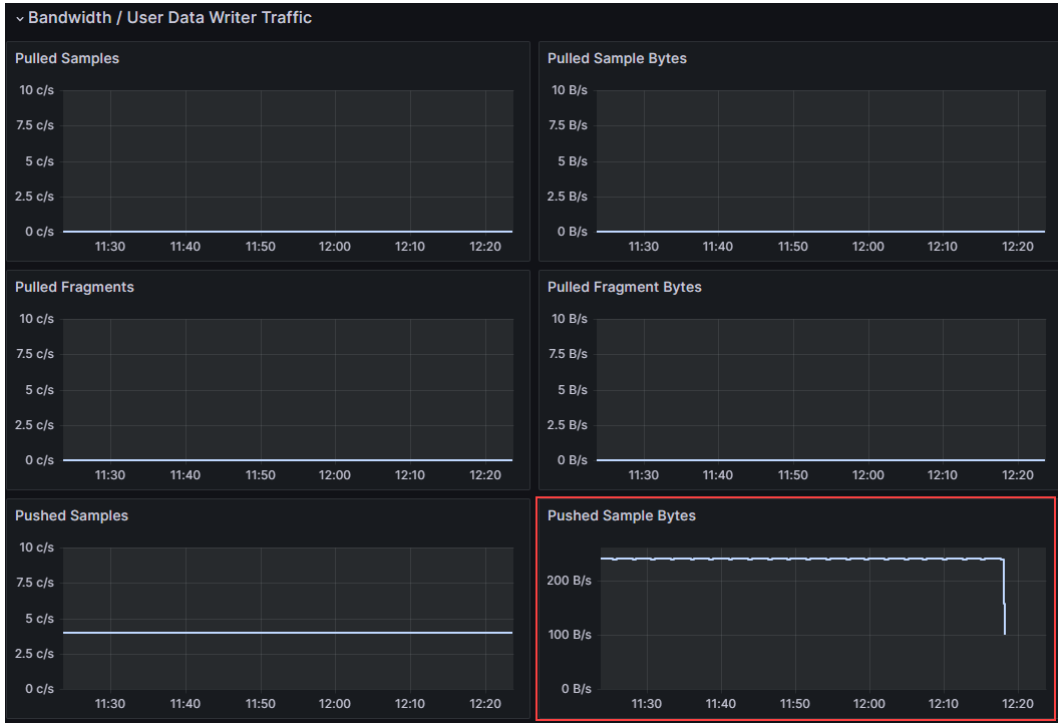 Bandwidth / User Data Writer Traffic
Pulled Samples
10 c/s
7.5 c/s
5 c/s
2.5 c/s
0 c/s
11:30 11:40 11:50 12:00 12:10 12:20
Pulled Sample Bytes
10 B/s
7.5 B/s
5 B/s
2.5 B/s
0 B/s
11:30 11:40 11:50 12:00 12:10 12:20
Pulled Fragments
10 c/s
7.5 c/s
5 c/s
2.5 c/s
0 c/s
11:30 11:40 11:50 12:00 12:10 12:20
Pulled Fragment Bytes
10 B/s
7.5 B/s
5 B/s
2.5 B/s
0 B/s
11:30 11:40 11:50 12:00 12:10 12:20
Pushed Samples
10 c/s
7.5 c/s
5 c/s
2.5 c/s
0 c/s
11:30 11:40 11:50 12:00 12:10 12:20
Pushed Sample Bytes
200 B/s
100 B/s
0 B/s
11:30 11:40 11:50 12:00 12:10 12:20